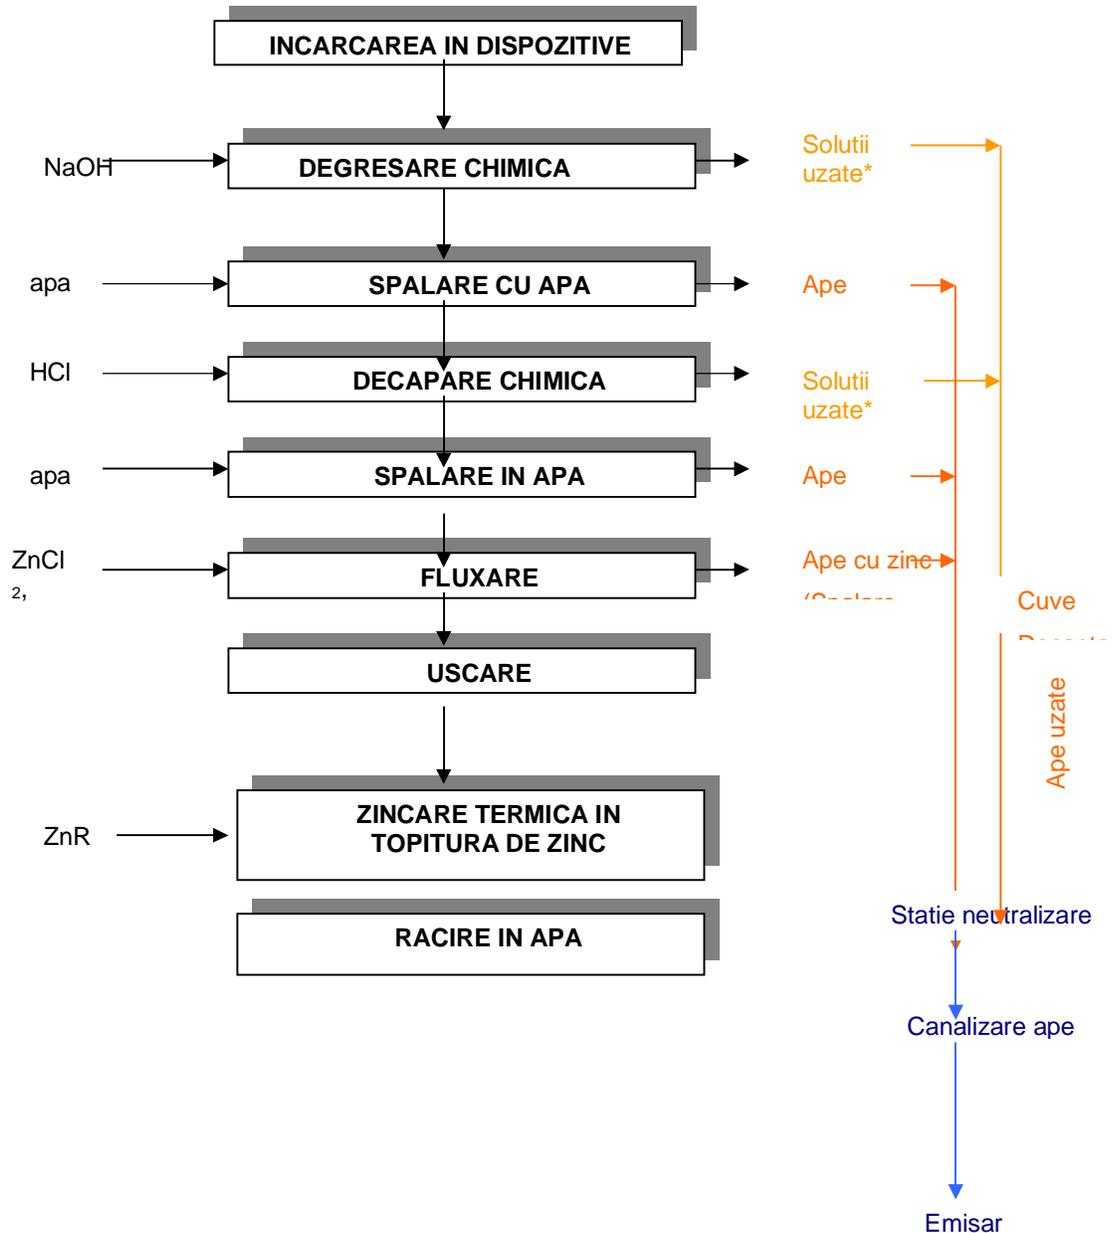 INCARCAREA IN DISPOZITIVE
NaOH
DEGRESARE CHIMICA
Solutii
uzate*
apa
SPALARE CU APA
Ape
HCl
DECAPARE CHIMICA
Solutii
uzate*
apa
SPALARE IN APA
Ape
ZnCl
2,
FLUXARE
Ape cu zinc
Cuve
USCARE
Ape uzate
ZnR
ZINCARE TERMICA IN
TOPITURA DE ZINC
Statie neutralizare
RACIRE IN APA
Canalizare ape
Emisar